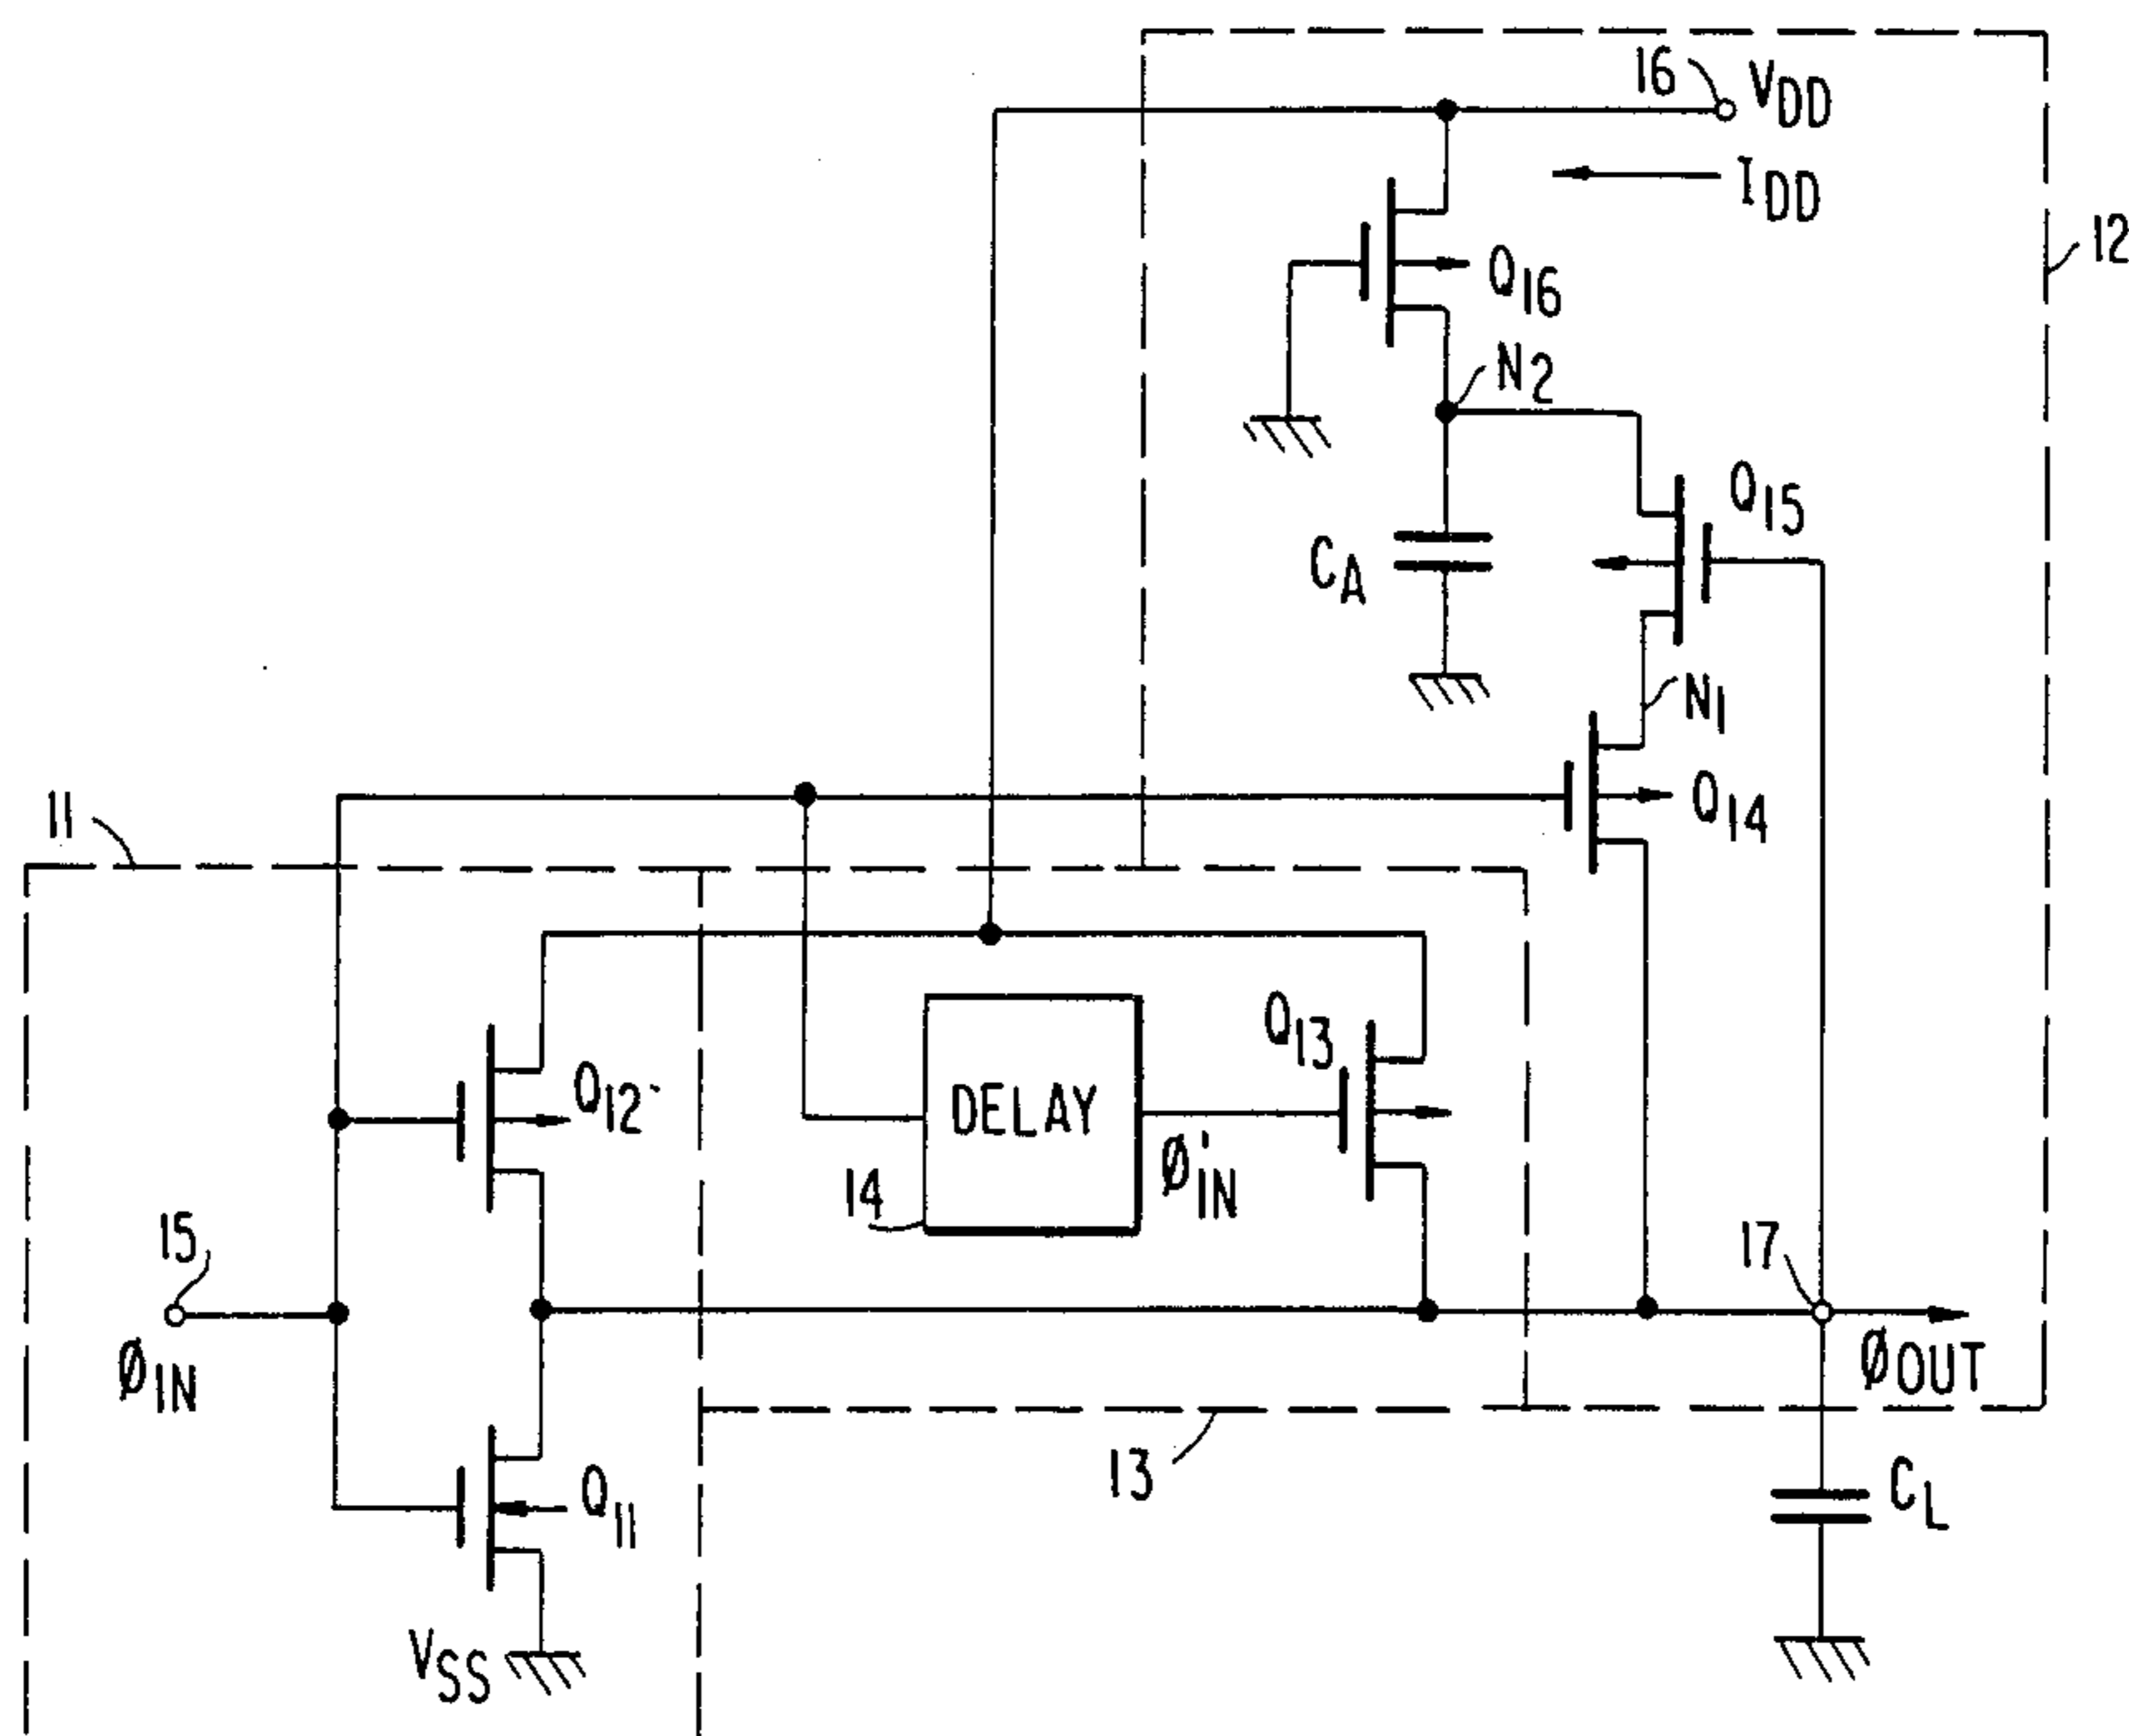 16
VDD
IDD
12
Q16
N2
Q15
CA
N1
Q14
11
Q13
Q12
DELAY
14
Ø'IN
15
17
ØIN
ØOUT
13
CL
Q11
VSS